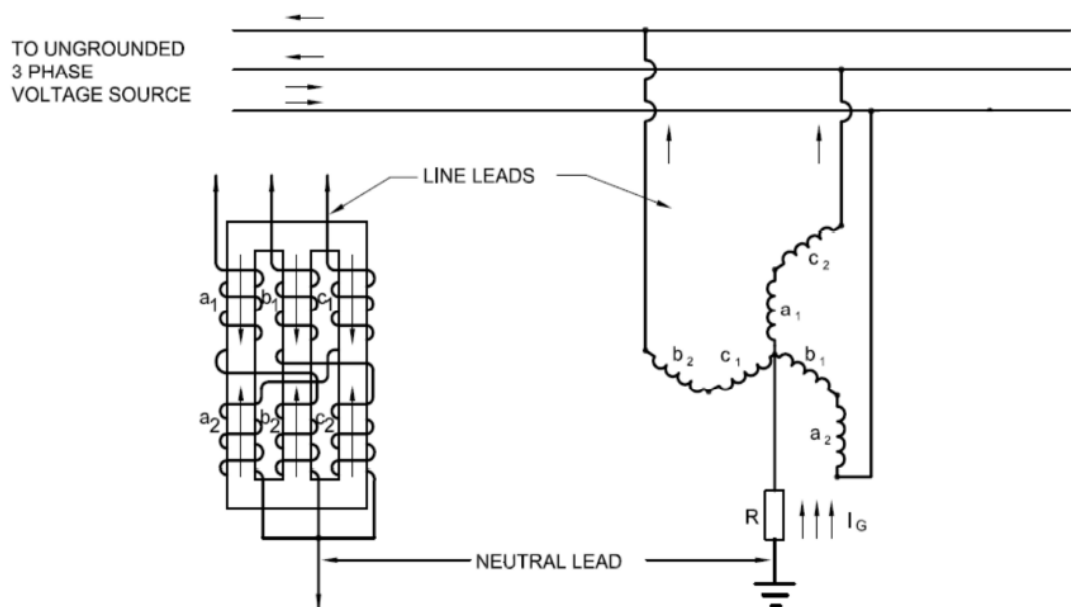 TO UNGROUNDED
3 PHASE
VOLTAGE SOURCE
LINE LEADS
a1
b1
c1
a2
b2
c2
c2
a1
b2
c1
b1
a2
R
IG
NEUTRAL LEAD